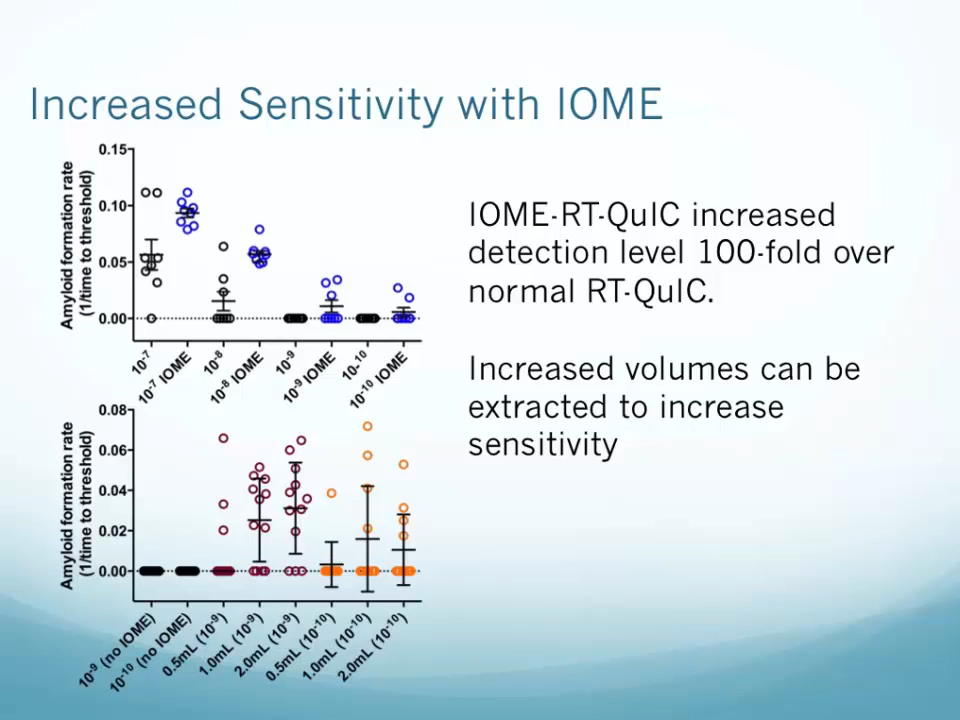 Increased Sensitivity with IOME
Amyloid formation rate
(1/time to threshold)
0.15
0.10
0.05
0.00
10-7
10-7 IOME
10-8
10-8 IOME
10-9
10-9 IOME
10-10
10-10 IOME
Amyloid formation rate
(1/time to threshold)
0.08
0.06
0.04
0.02
0.00
10-9 (no IOME)
10-10 (no IOME)
0.5mL (10-9)
1.0mL (10-9)
2.0mL (10-9)
0.5mL (10-10)
1.0mL (10-10)
2.0mL (10-10)
IOME-RT-QuIC increased
detection level 100-fold over
normal RT-QuIC.
Increased volumes can be
extracted to increase
sensitivity